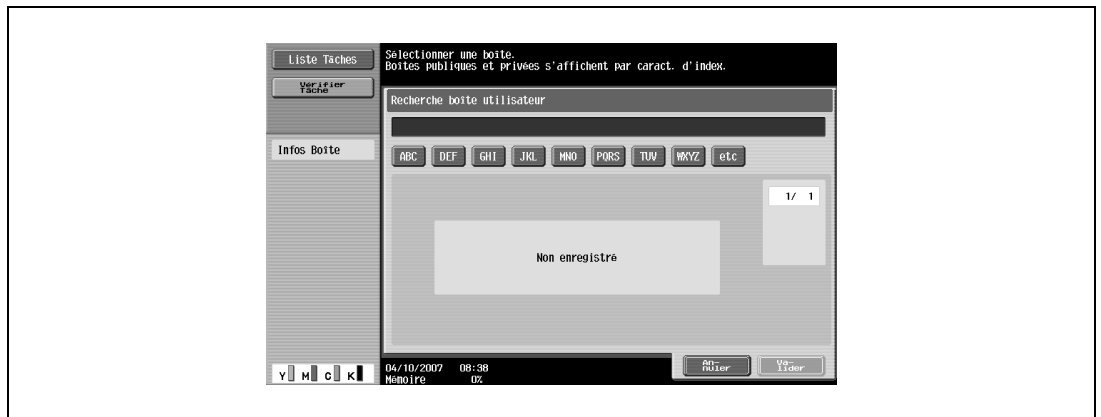 Liste Tâches
Vérifier
Tâche
Sélectionner une boîte.
Boîtes publiques et privées s'affichent par caract. d'index.
Recherche boîte utilisateur
Infos Boîte
ABC DEF GHI JKL MNO PQRS TUV WXYZ etc
1/ 1
Non enregistré
Y M C K
04/10/2007 08:38
Mémoire 0%
An-
nuler
Va-
lider